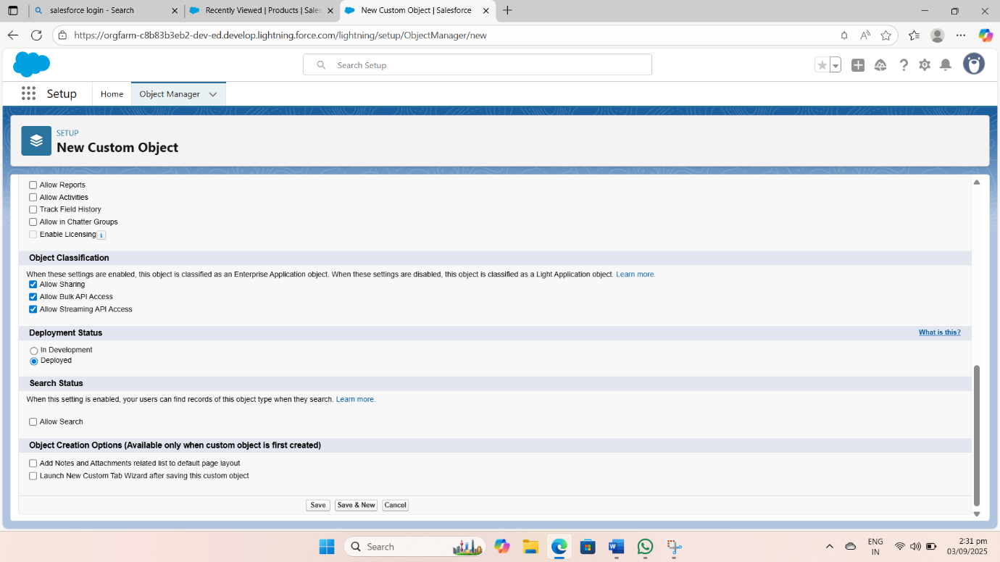 salesforce login - Search
Recently Viewed | Products | Sales
New Custom Object | Salesforce
https://orgfarm-c8b83b3eb2-dev-ed.develop.lightning.force.com/lightning/setup/ObjectManager/new
Search Setup
Setup
Home
Object Manager
SETUP
New Custom Object
Allow Reports
Allow Activities
Track Field History
Allow in Chatter Groups
Enable Licensing i
Object Classification
When these settings are enabled, this object is classified as an Enterprise Application object. When these settings are disabled, this object is classified as a Light Application object. Learn more.
Allow Sharing
Allow Bulk API Access
Allow Streaming API Access
Deployment Status
What is this?
In Development
Deployed
Search Status
When this setting is enabled, your users can find records of this object type when they search. Learn more.
Allow Search
Object Creation Options (Available only when custom object is first created)
Add Notes and Attachments related list to default page layout
Launch New Custom Tab Wizard after saving this custom object
Save
Save & New
Cancel
Search
ENG
IN
2:31 pm
03/09/2025